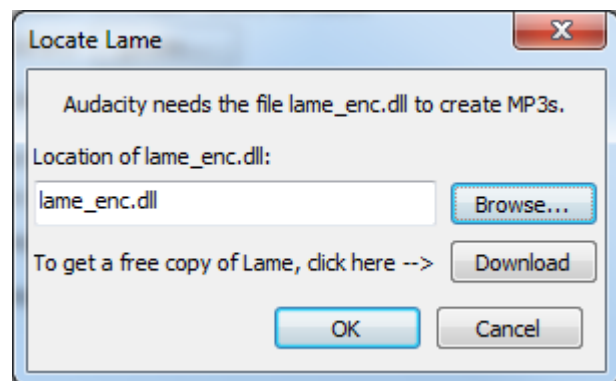 Locate Lame
Audacity needs the file lame_enc.dll to create MP3s.
Location of lame_enc.dll:
lame_enc.dll
Browse...
To get a free copy of Lame, click here -->
Download
OK
Cancel